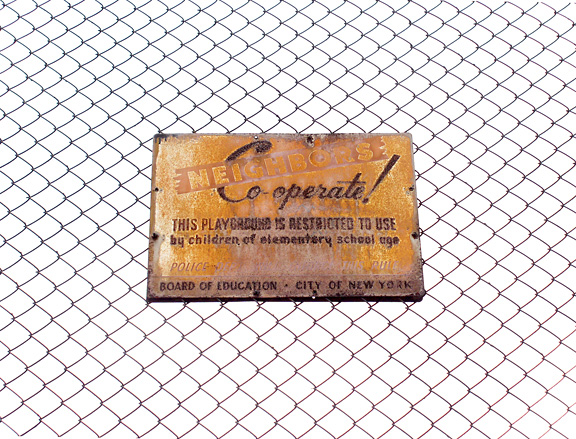 NEIGHBORS
Co-operate!
THIS PLAYGROUND IS RESTRICTED TO USE
by children of elementary school age
POLICE
BOARD OF EDUCATION · CITY OF NEW YORK